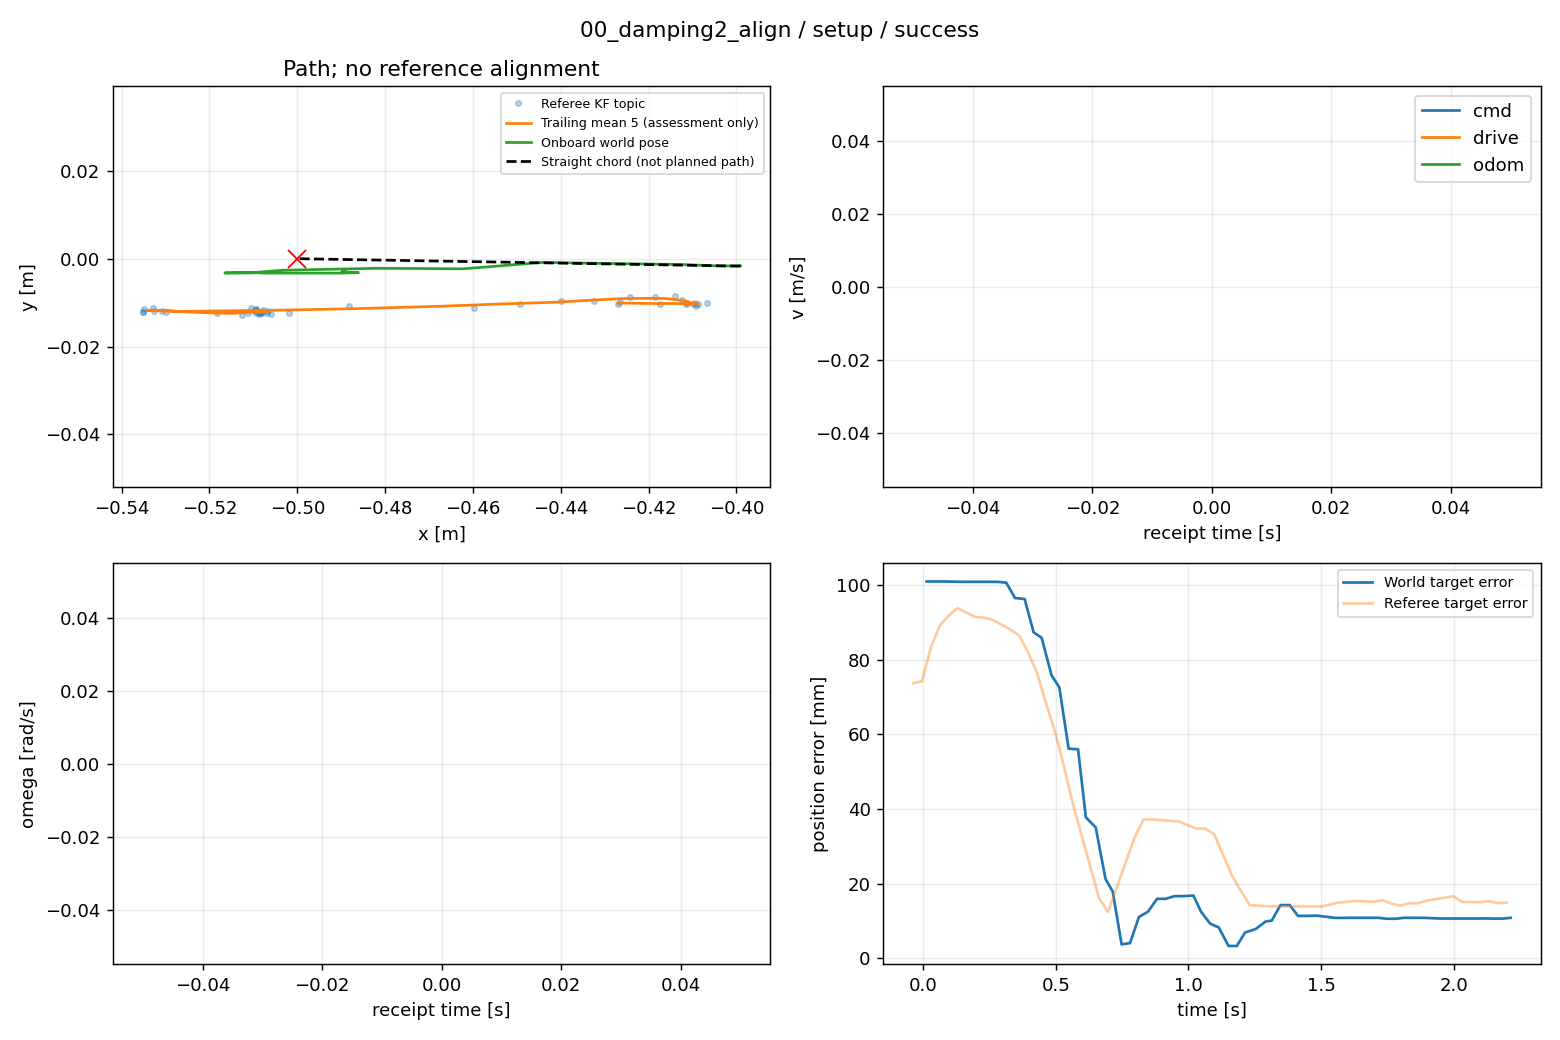 00_damping2_align / setup / success
Path; no reference alignment
Referee KF topic
Trailing mean 5 (assessment only)
Onboard world pose
Straight chord (not planned path)
0.02
0.00
−0.02
−0.04
y [m]
−0.54
−0.52
−0.50
−0.48
−0.46
−0.44
−0.42
−0.40
x [m]
cmd
drive
odom
0.04
0.02
0.00
−0.02
−0.04
v [m/s]
−0.04
−0.02
0.00
0.02
0.04
receipt time [s]
0.04
0.02
0.00
−0.02
−0.04
omega [rad/s]
−0.04
−0.02
0.00
0.02
0.04
receipt time [s]
World target error
Referee target error
100
80
60
40
20
0
position error [mm]
0.0
0.5
1.0
1.5
2.0
time [s]